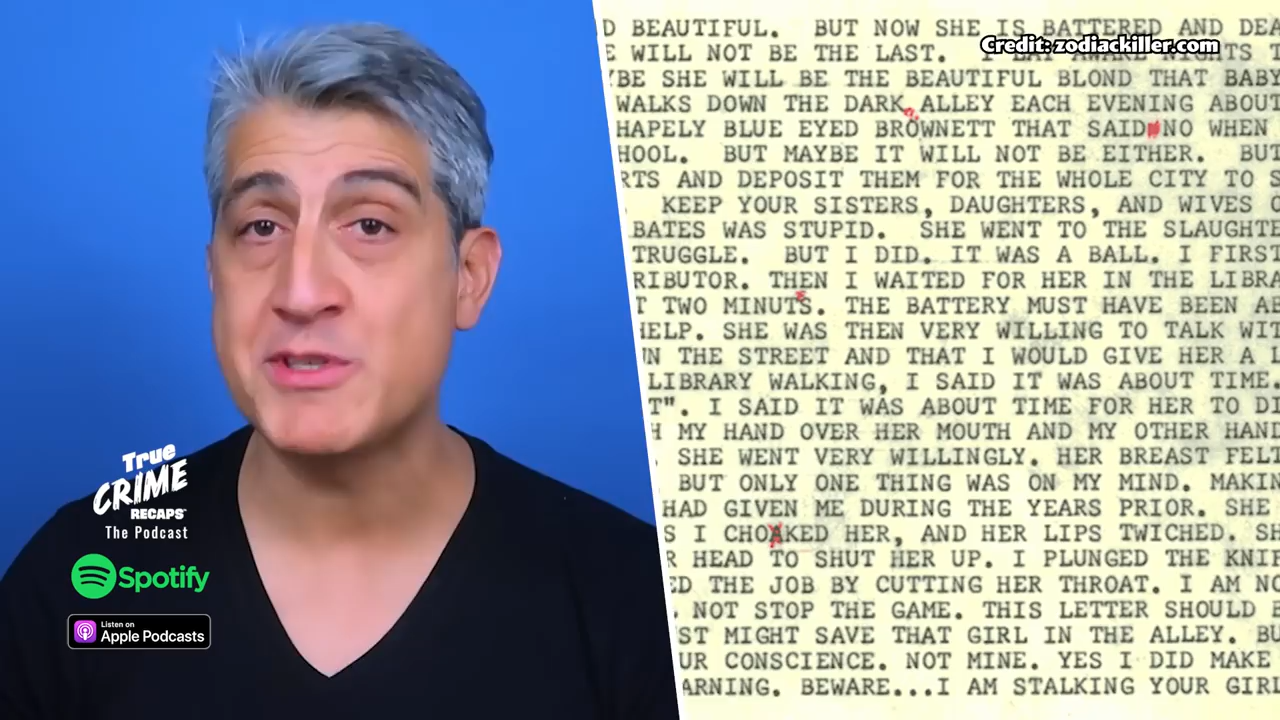 True
CRIME
RECAPS
The Podcast
Spotify
Listen on
Apple Podcasts
Credit: zodiackiller.com
D BEAUTIFUL. BUT NOW SHE IS BATTERED AND DEA
E WILL NOT BE THE LAST. I LAY AWAKE NIGHTS T
YBE SHE WILL BE THE BEAUTIFUL BLOND THAT BABY
WALKS DOWN THE DARK ALLEY EACH EVENING ABOUT
HAPELY BLUE EYED BROWNETT THAT SAID NO WHEN
HOOL. BUT MAYBE IT WILL NOT BE EITHER. BUT
RTS AND DEPOSIT THEM FOR THE WHOLE CITY TO S
KEEP YOUR SISTERS, DAUGHTERS, AND WIVES O
BATES WAS STUPID. SHE WENT TO THE SLAUGHTE
TRUGGLE. BUT I DID. IT WAS A BALL. I FIRST
RIBUTOR. THEN I WAITED FOR HER IN THE LIBRA
T TWO MINUTS. THE BATTERY MUST HAVE BEEN AB
HELP. SHE WAS THEN VERY WILLING TO TALK WIT
WN THE STREET AND THAT I WOULD GIVE HER A L
LIBRARY WALKING, I SAID IT WAS ABOUT TIME.
T". I SAID IT WAS ABOUT TIME FOR HER TO DI
H MY HAND OVER HER MOUTH AND MY OTHER HAND
. SHE WENT VERY WILLINGLY. HER BREAST FELT
BUT ONLY ONE THING WAS ON MY MIND. MAKIN
HAD GIVEN ME DURING THE YEARS PRIOR. SHE
S I CHOAKED HER, AND HER LIPS TWICHED. SH
R HEAD TO SHUT HER UP. I PLUNGED THE KNIF
ED THE JOB BY CUTTING HER THROAT. I AM NO
NOT STOP THE GAME. THIS LETTER SHOULD B
ST MIGHT SAVE THAT GIRL IN THE ALLEY. BU
UR CONSCIENCE. NOT MINE. YES I DID MAKE
ARNING. BEWARE...I AM STALKING YOUR GIRL